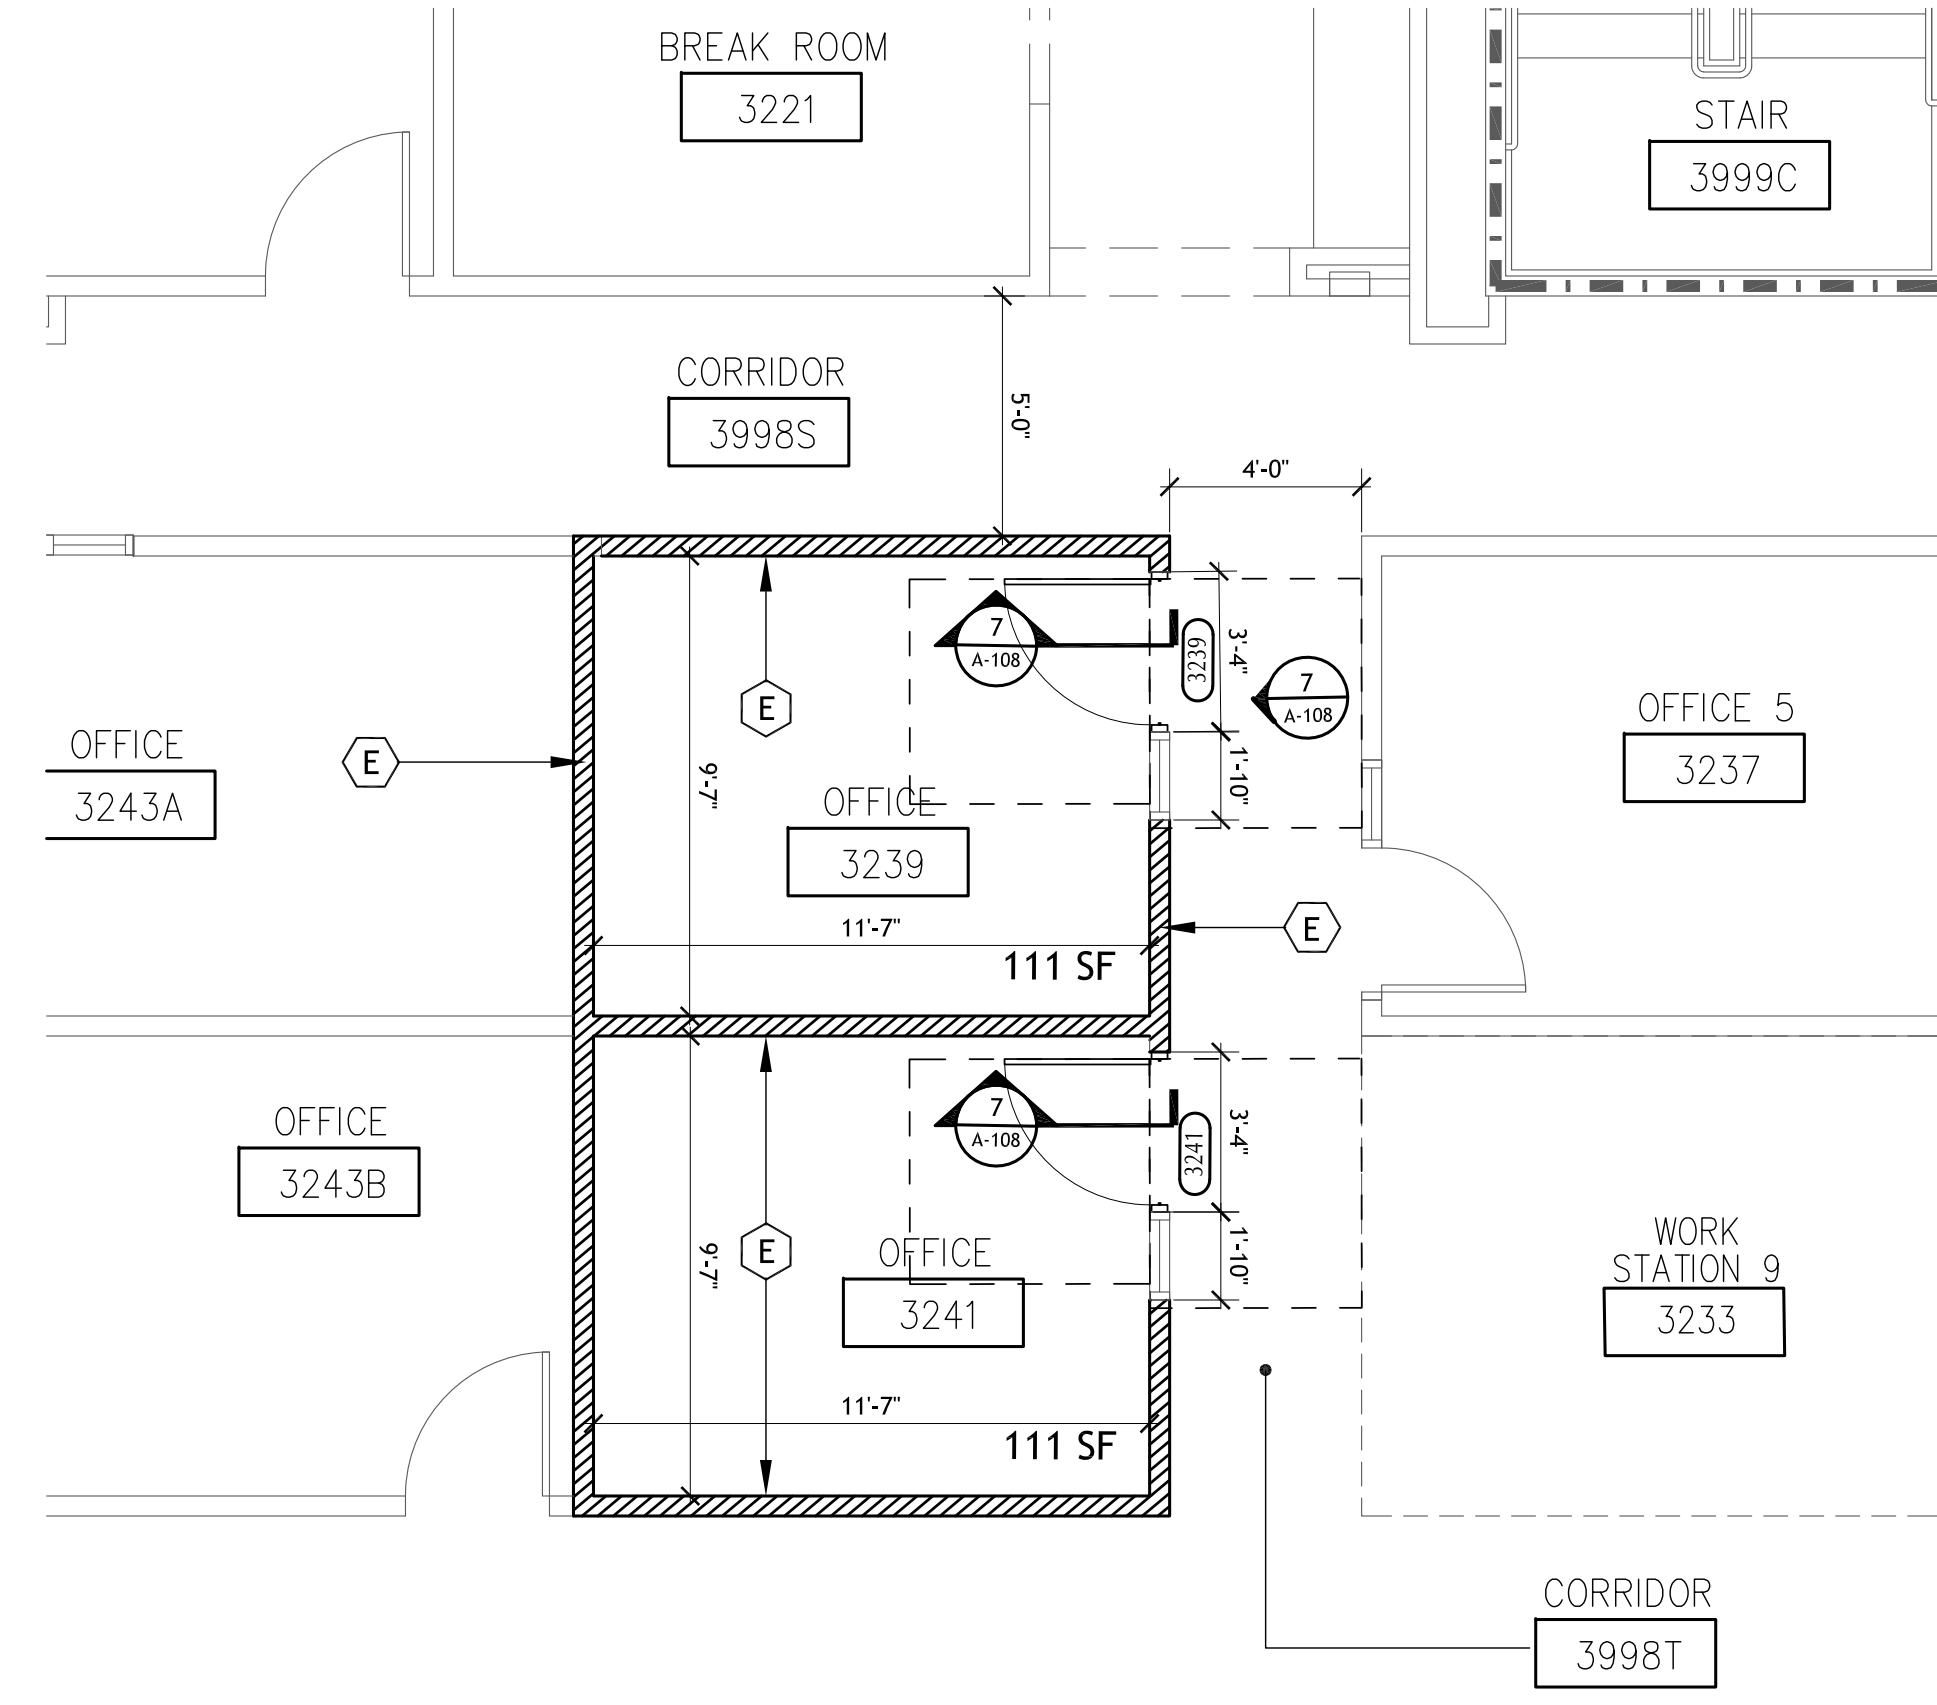 BREAK ROOM
3221
STAIR
3999C
CORRIDOR
3998S
5'-0"
4'-0"
7
A-108
3239
3'-4"
7
A-108
E
E
OFFICE
3243A
1'-10"
OFFICE 5
3237
9'-7"
OFFICE
3239
11'-7"
111 SF
E
7
A-108
3241
3'-4"
OFFICE
3243B
9'-7"
E
1'-10"
OFFICE
3241
WORK
STATION 9
3233
11'-7"
111 SF
CORRIDOR
3998T